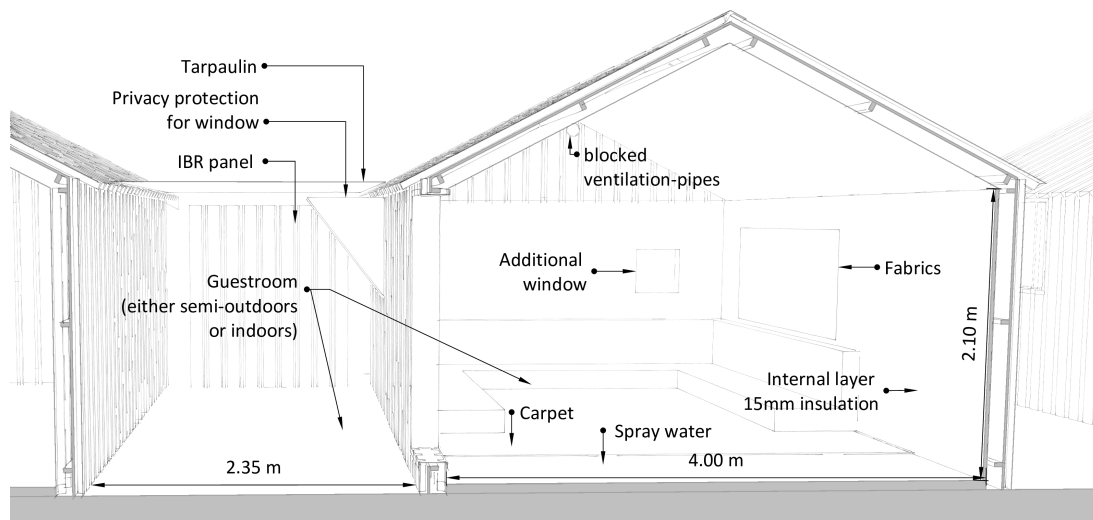 Tarpaulin
Privacy protection
for window
IBR panel
blocked
ventilation-pipes
Additional
window
Fabrics
Guestroom
(either semi-outdoors
or indoors)
2.10 m
Internal layer
15mm insulation
Carpet
Spray water
2.35 m
4.00 m